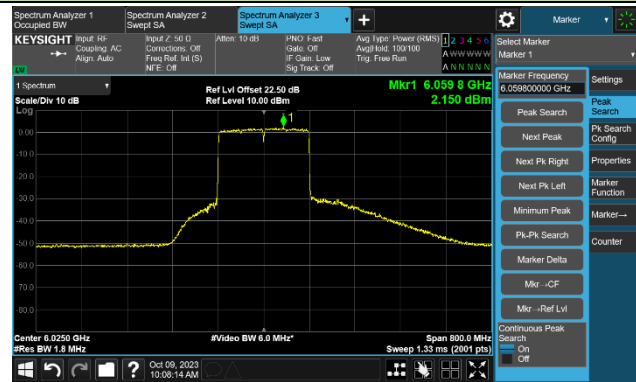 Spectrum Analyzer 1
Occupied BW
Spectrum Analyzer 2
Swept SA
Spectrum Analyzer 3
Swept SA
Marker
KEYSIGHT
Input: RF
Coupling: AC
Align: Auto
Input Z: 50 Ω
Corrections: Off
Freq Ref: Int (S)
NFE: Off
Atten: 10 dB
PNO: Fast
Gate: Off
IF Gain: Low
Sig Track: Off
Avg Type: Power (RMS)
Avg|Hold: 100/100
Trig: Free Run
1 2 3 4 5 6
A W W W W W
A N N N N N
LXI
Select Marker
Marker 1
1 Spectrum
Scale/Div 10 dB
Ref Lvl Offset 22.50 dB
Ref Level 10.00 dBm
Mkr1 6.059 8 GHz
2.150 dBm
Log
1
0.00
-10.0
-20.0
-30.0
-40.0
-50.0
-60.0
-70.0
-80.0
Center 6.0250 GHz
#Res BW 1.8 MHz
#Video BW 6.0 MHz*
Span 800.0 MHz
Sweep 1.33 ms (2001 pts)
Marker Frequency
6.059800000 GHz
Peak Search
Next Peak
Next Pk Right
Next Pk Left
Minimum Peak
Pk-Pk Search
Marker Delta
Mkr→CF
Mkr→Ref Lvl
Continuous Peak
Search
On
Off
Settings
Peak
Search
Pk Search
Config
Properties
Marker
Function
Marker→
Counter
?
Oct 09, 2023
10:08:14 AM